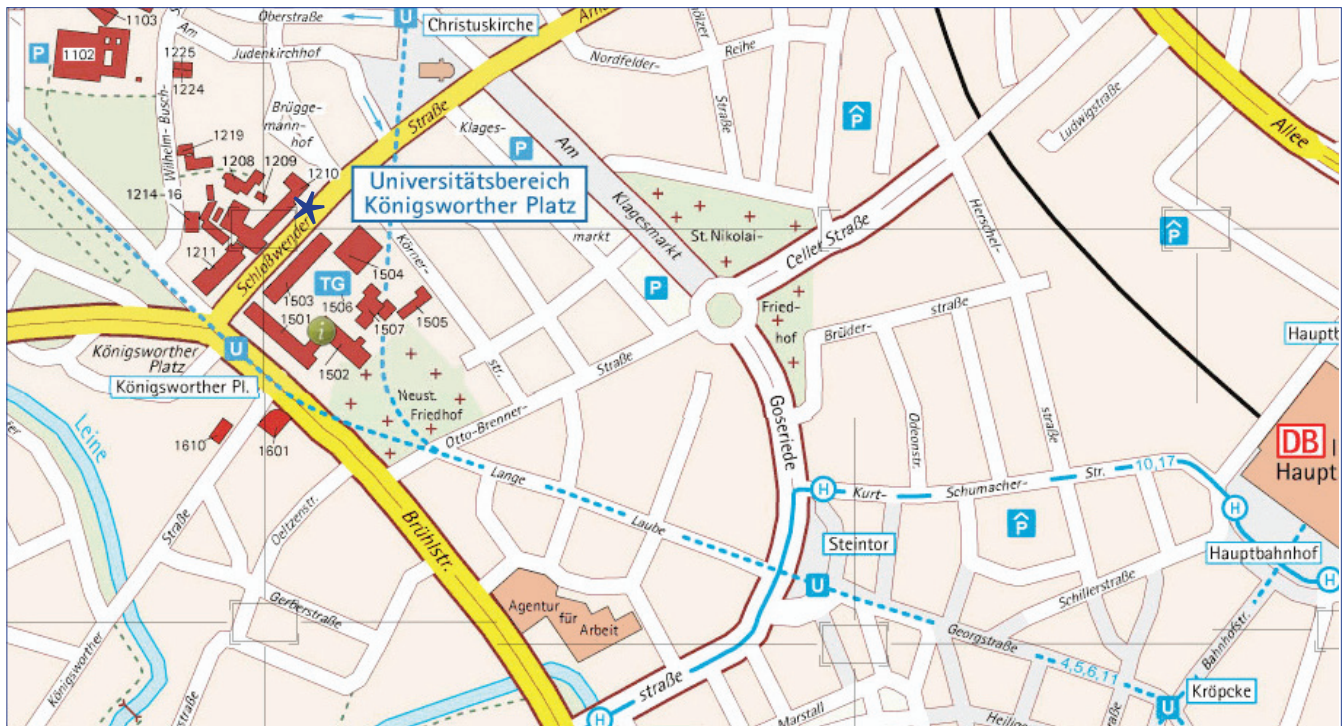 1103
Oberstraße
Am
U
Christuskirche
1102
P
1225
1224
Judenkirchhof
Nordfelder-
Reihe
Straße
Allee
Ludwigstraße
Wilhelm-Busch-
Brügge-
mann-
hof
Straße
Klages-
markt
P
Am
Klagesmarkt
P
1219
1208
1209
1210
1214-16
1211
Universitätsbereich
Königsworther Platz
Schloßwender
Körner-
str.
St. Nikolai-
Fried-
hof
Celler Straße
Herschel-
straße
P
TG
1504
1503
1506
1501
1507
1505
1502
i
P
Brüder-
straße
Straße
Otto-Brenner-
Königsworther
Platz
U
Königsworther Pl.
Neust.
Friedhof
Leine
1610
1601
Goseriede
Odeonstr.
DB
Haupt
Lange
Laube
H
Kurt-
Schumacher-
Str.
10,17
H
Oeltzenstr.
Brühlstr.
Straße
Königsworther
Steintor
P
Hauptbahnhof
H
Gerberstraße
Agentur
für
Arbeit
U
Schillerstraße
Georgstraße
Bahnhofstr.
4,5,6,11
Kröpcke
U
straße
H
Marstall